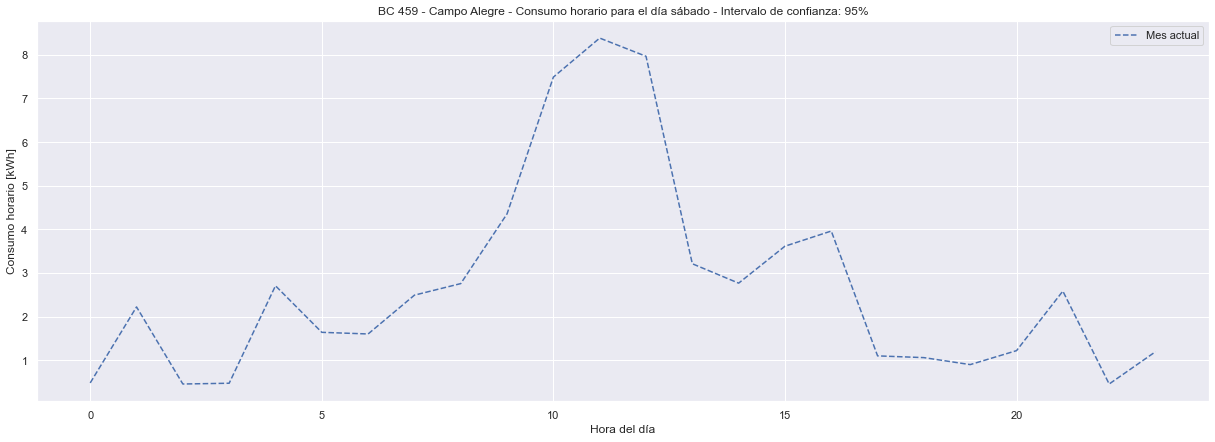 BC 459 - Campo Alegre - Consumo horario para el día sábado - Intervalo de confianza: 95%
Mes actual
Consumo horario [kWh]
8
7
6
5
4
3
2
1
0 5 10 15 20
Hora del día